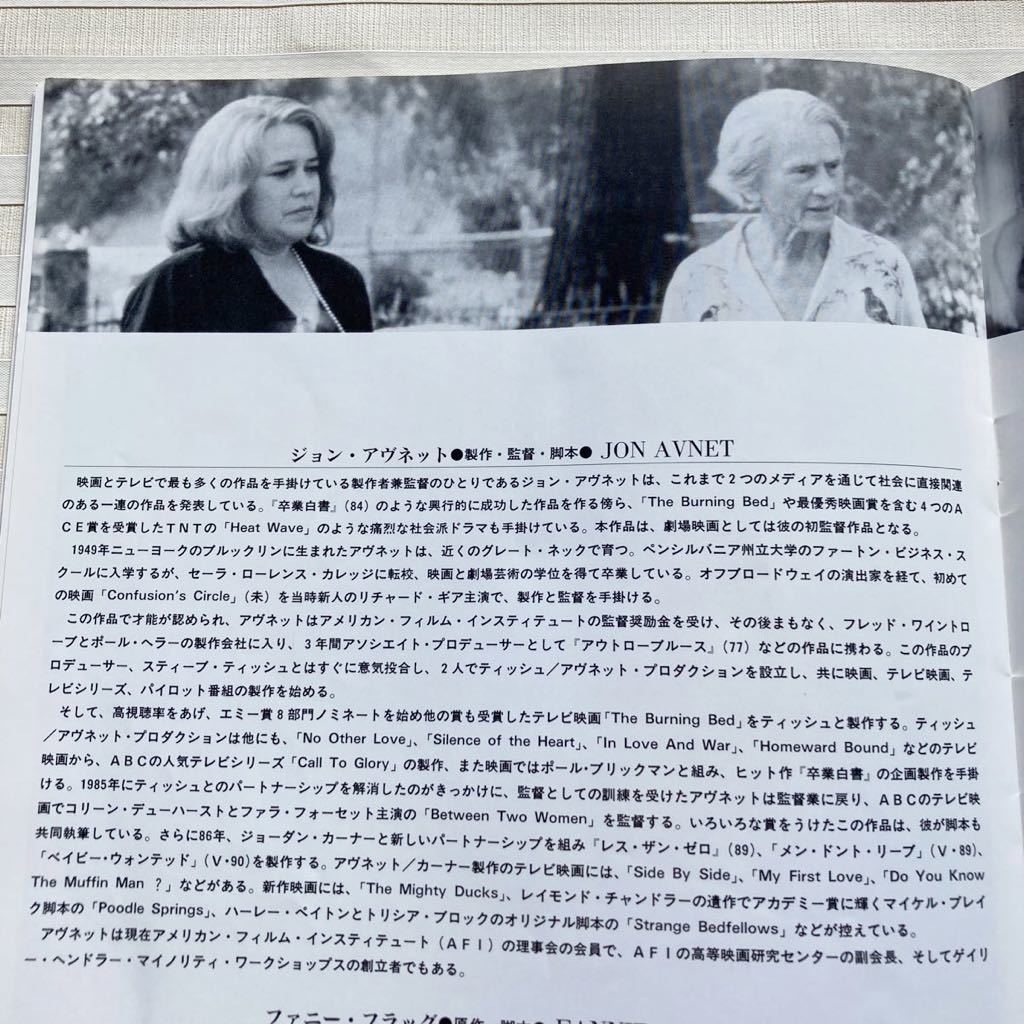 ジョン・アヴネット●製作・監督・脚本● JON AVNET
映画とテレビで最も多くの作品を手掛けている製作者兼監督のひとりであるジョン・アヴネットは、これまで2つのメディアを通じて社会に直接関連
のある一連の作品を発表している。『卒業白書』(84)のような興行的に成功した作品を作る傍ら、「The Burning Bed」や最優秀映画賞を含む4つのA
CE賞を受賞したTNTの「Heat Wave」のような痛烈な社会派ドラマも手掛けている。本作品は、劇場映画としては彼の初監督作品となる。
1949年ニューヨークのブルックリンに生まれたアヴネットは、近くのグレート・ネックで育つ。ペンシルバニア州立大学のファートン・ビジネス・ス
クールに入学するが、セーラ・ローレンス・カレッジに転校、映画と劇場芸術の学位を得て卒業している。オフブロードウェイの演出家を経て、初めて
の映画「Confusion's Circle」(未)を当時新人のリチャード・ギア主演で、製作と監督を手掛ける。
この作品で才能が認められ、アヴネットはアメリカン・フィルム・インスティテュートの監督奨励金を受け、その後まもなく、フレッド・ワイントロ
ーブとポール・ヘラーの製作会社に入り、3年間アソシエイト・プロデューサーとして『アウトローブルース』(77)などの作品に携わる。この作品のプ
ロデューサー、スティーブ・ティッシュとはすぐに意気投合し、2人でティッシュ/アヴネット・プロダクションを設立し、共に映画、テレビ映画、テ
レビシリーズ、パイロット番組の製作を始める。
そして、高視聴率をあげ、エミー賞8部門ノミネートを始め他の賞も受賞したテレビ映画「The Burning Bed」をティッシュと製作する。ティッシュ
/アヴネット・プロダクションは他にも、「No Other Love」、「Silence of the Heart」、「In Love And War」、「Homeward Bound」などのテレビ
映画から、ABCの人気テレビシリーズ「Call To Glory」の製作、また映画ではポール・ブリックマンと組み、ヒット作『卒業白書』の企画製作を手掛
ける。1985年にティッシュとのパートナーシップを解消したのがきっかけに、監督としての訓練を受けたアヴネットは監督業に戻り、ABCのテレビ映
画でコリーン・デューハーストとファラ・フォーセット主演の「Between Two Women」を監督する。いろいろな賞をうけたこの作品は、彼が脚本も
共同執筆している。さらに86年、ジョーダン・カーナーと新しいパートナーシップを組み『レス・ザン・ゼロ』(89)、「メン・ドント・リーブ」(V・89)、
「ベイビー・ウォンテッド」(V・90)を製作する。アヴネット/カーナー製作のテレビ映画には、「Side By Side」、「My First Love」、「Do You Know
The Muffin Man ?」などがある。新作映画には、「The Mighty Ducks」、レイモンド・チャンドラーの遺作でアカデミー賞に輝くマイケル・ブレイ
ク脚本の「Poodle Springs」、ハーレー・ペイトンとトリシア・ブロックのオリジナル脚本の「Strange Bedfellows」などが控えている。
アヴネットは現在アメリカン・フィルム・インスティテュート(AFI)の理事会の会員で、AFIの高等映画研究センターの副会長、そしてゲイリ
ー・ヘンドラー・マイノリティ・ワークショップスの創立者でもある。
ファニー・フラッグ●原作・脚本●